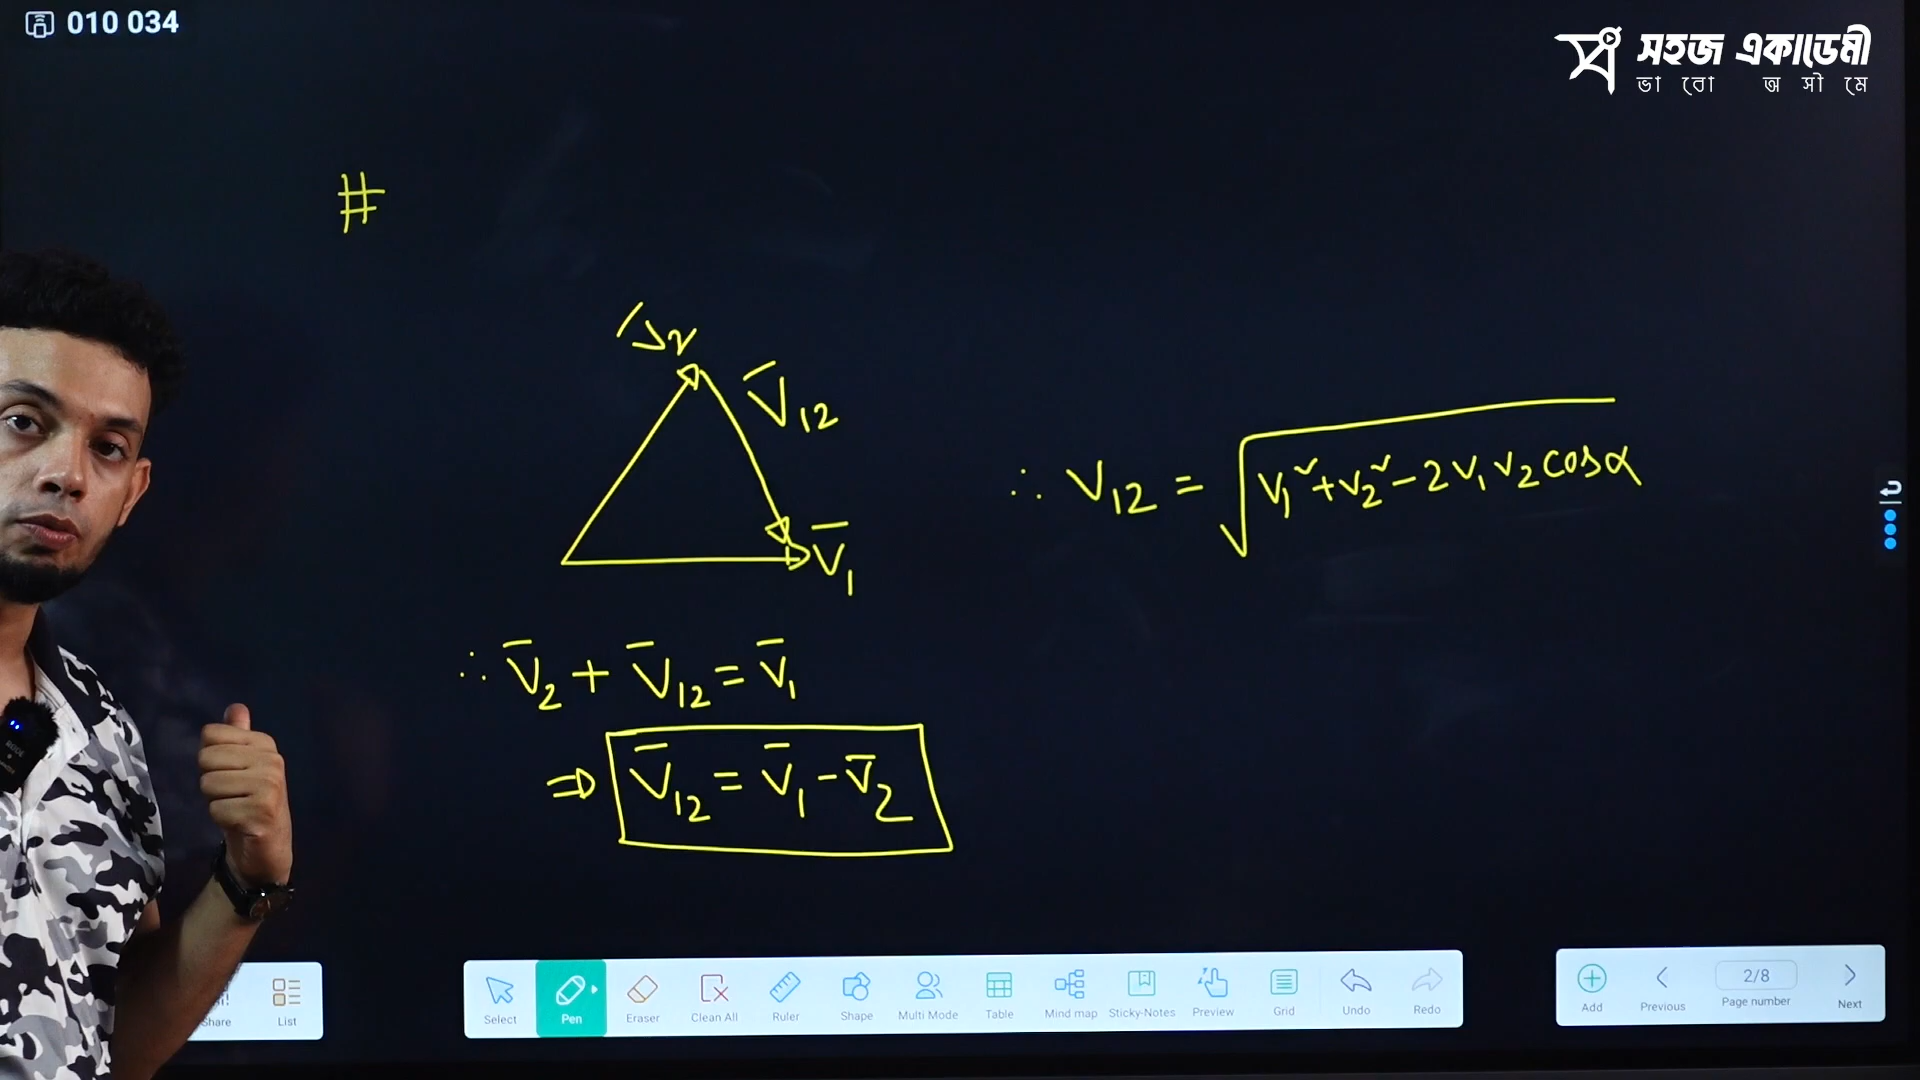 010 034
সহজ একাডেমী
ভাবো অসীমে
#
V̅₂
V̅₁₂
V̅₁
∴ V₁₂ = √(V₁² + V₂² − 2V₁V₂ cosα)
∴ V̅₂ + V̅₁₂ = V̅₁
⇒ V̅₁₂ = V̅₁ − V̅₂
Share List Select Pen Eraser Clean All Ruler Shape Multi Mode Table Mind map Sticky-Notes Preview Grid Undo Redo Add Previous 2/8 Page number Next